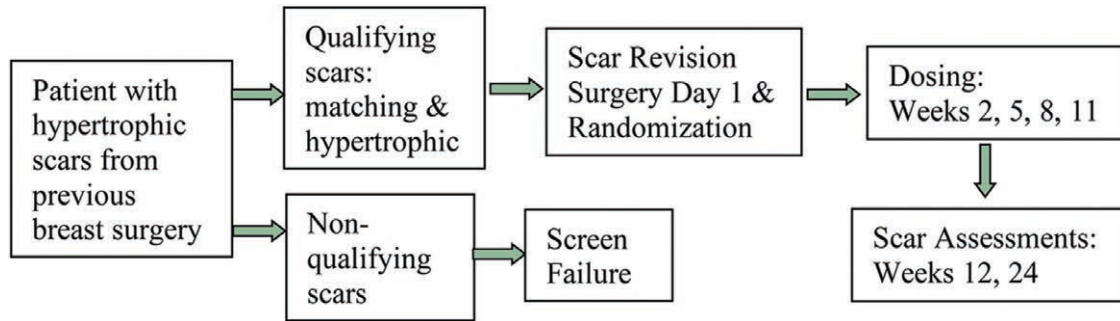 Patient with
hypertrophic
scars from
previous
breast surgery
Qualifying
scars:
matching &
hypertrophic
Scar Revision
Surgery Day 1 &
Randomization
Dosing:
Weeks 2, 5, 8, 11
Scar Assessments:
Weeks 12, 24
Non-
qualifying
scars
Screen
Failure